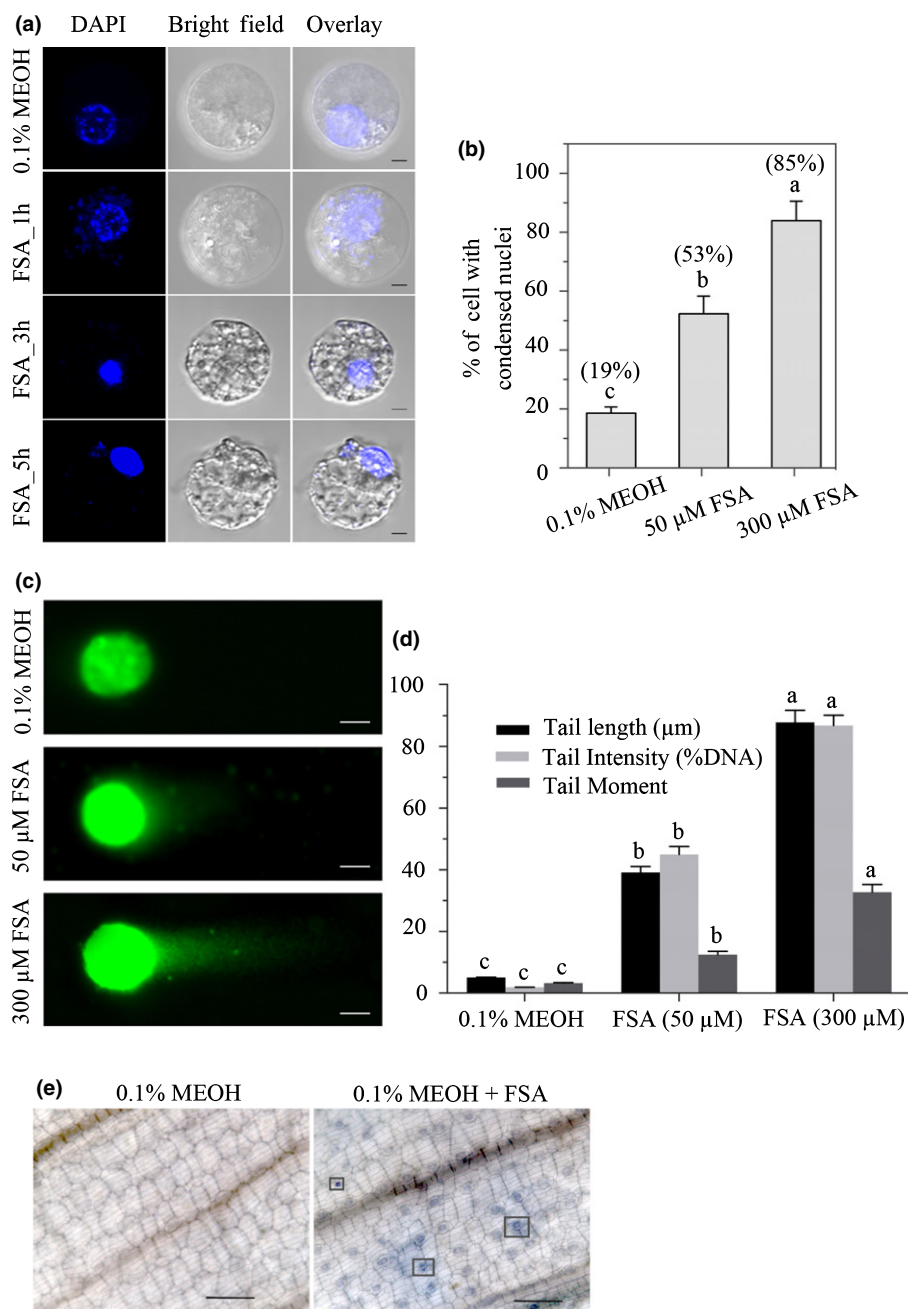 (a)
DAPI Bright field Overlay
0.1% MEOH
FSA_1h
FSA_3h
FSA_5h
(b)
% of cell with
condensed nuclei
100
80
60
40
20
0
(19%)
c
(53%)
b
(85%)
a
0.1% MEOH
50 µM FSA
300 µM FSA
(c)
0.1% MEOH
50 µM FSA
300 µM FSA
(d)
100
80
60
40
20
0
Tail length (µm)
Tail Intensity (%DNA)
Tail Moment
c c c
b b b
a a a
0.1% MEOH FSA (50 µM) FSA (300 µM)
(e)
0.1% MEOH 0.1% MEOH + FSA